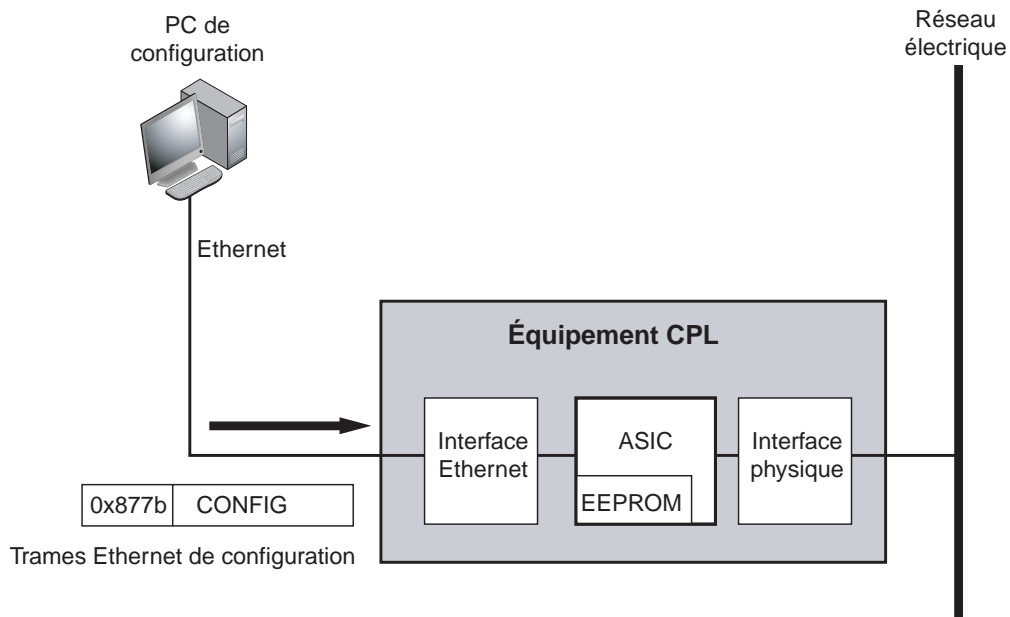 PC de
configuration
Réseau
électrique
Ethernet
Équipement CPL
Interface
Ethernet
ASIC
EEPROM
Interface
physique
0x877b CONFIG
Trames Ethernet de configuration